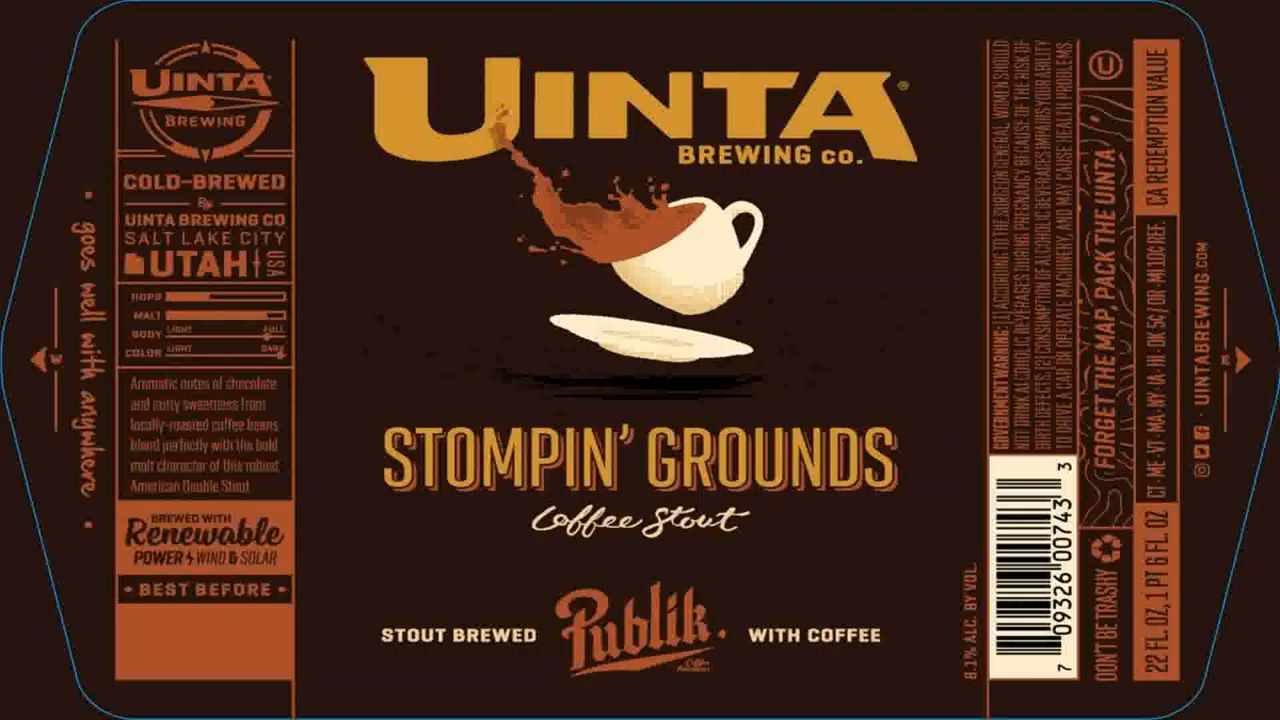 goes well with anywhere
UINTA
BREWING
COLD-BREWED
By
UINTA BREWING CO
SALT LAKE CITY
UTAH USA
HOPS
MALT
BODY LIGHT FULL
COLOR LIGHT DARK
Aromatic notes of chocolate
and nutty sweetness from
locally-roasted coffee beans
blend perfectly with the bold
malt character of this robust
American Double Stout
BREWED WITH
Renewable
POWER WIND & SOLAR
• BEST BEFORE •
UINTA®
BREWING CO.
STOMPIN' GROUNDS
Coffee Stout
STOUT BREWED Publik. WITH COFFEE
8.1% ALC. BY VOL.
GOVERNMENT WARNING: (1) ACCORDING TO THE SURGEON GENERAL, WOMEN SHOULD
NOT DRINK ALCOHOLIC BEVERAGES DURING PREGNANCY BECAUSE OF THE RISK OF
BIRTH DEFECTS. (2) CONSUMPTION OF ALCOHOLIC BEVERAGES IMPAIRS YOUR ABILITY
TO DRIVE A CAR OR OPERATE MACHINERY, AND MAY CAUSE HEALTH PROBLEMS.
7 09326 00743 3
DON'T BE TRASHY
FORGET THE MAP, PACK THE UINTA
U
22 FL OZ, 1 PT 6 FL OZ
CT·ME·VT·MA·NY·IA·HI·OK 5¢/OR·MI 10¢ REF.
CA REDEMPTION VALUE
· UINTABREWING.COM